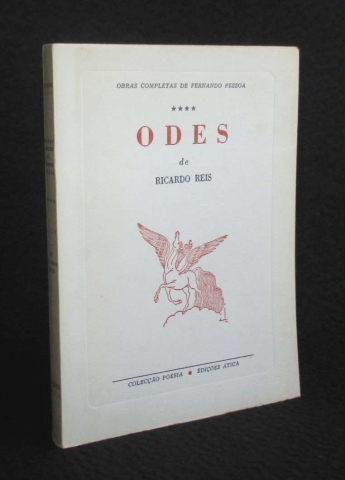 OBRAS COMPLETAS DE FERNANDO PESSOA
****
ODES
de
RICARDO REIS
COLECÇÃO POESIA • EDIÇÕES ÁTICA